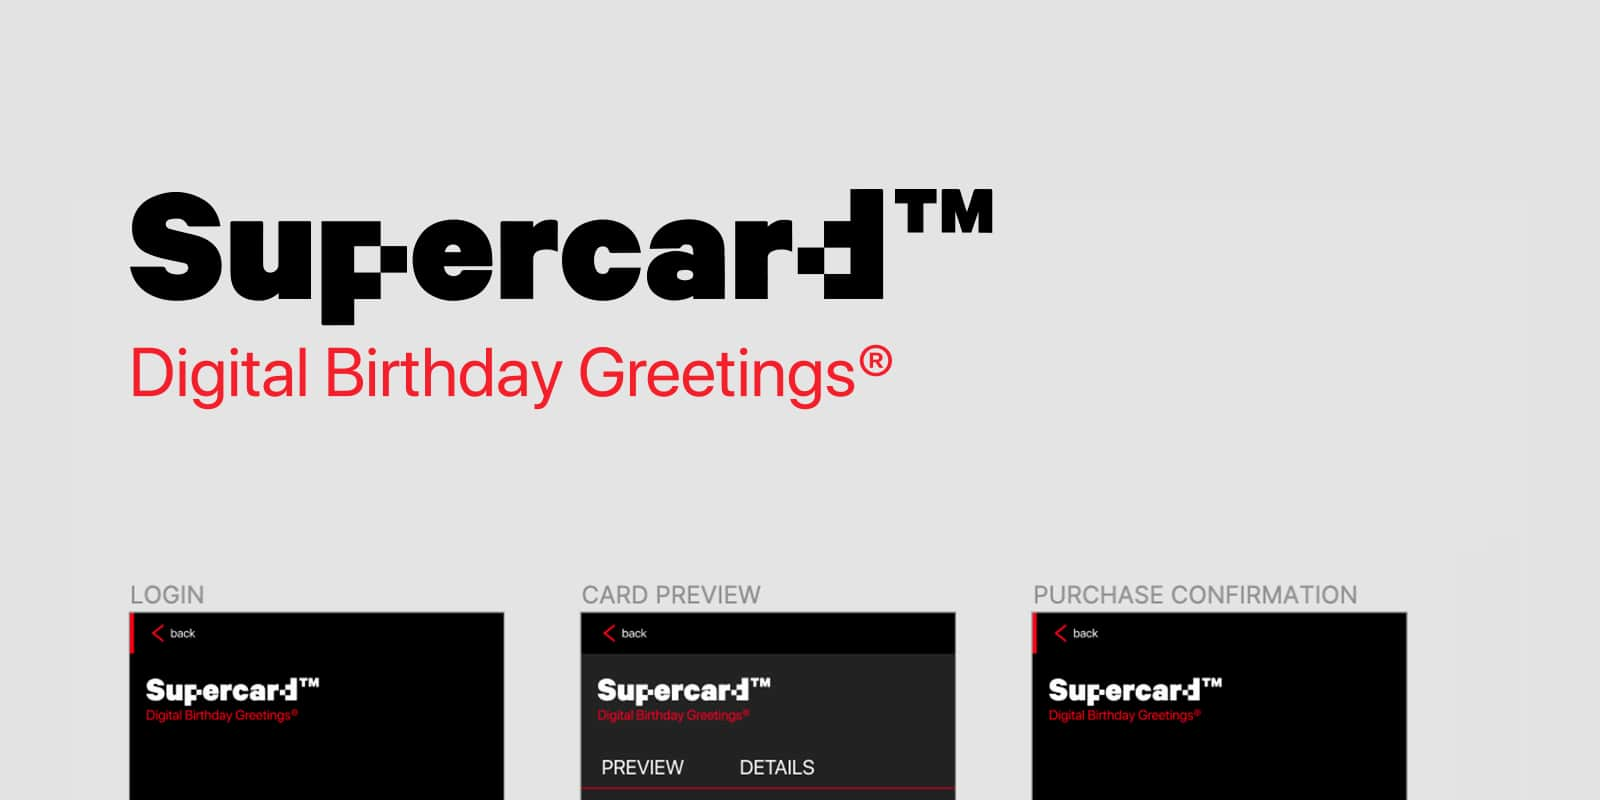 Supercard™
Digital Birthday Greetings®
LOGIN
back
Supercard™
Digital Birthday Greetings®
CARD PREVIEW
back
Supercard™
Digital Birthday Greetings®
PREVIEW DETAILS
PURCHASE CONFIRMATION
back
Supercard™
Digital Birthday Greetings®